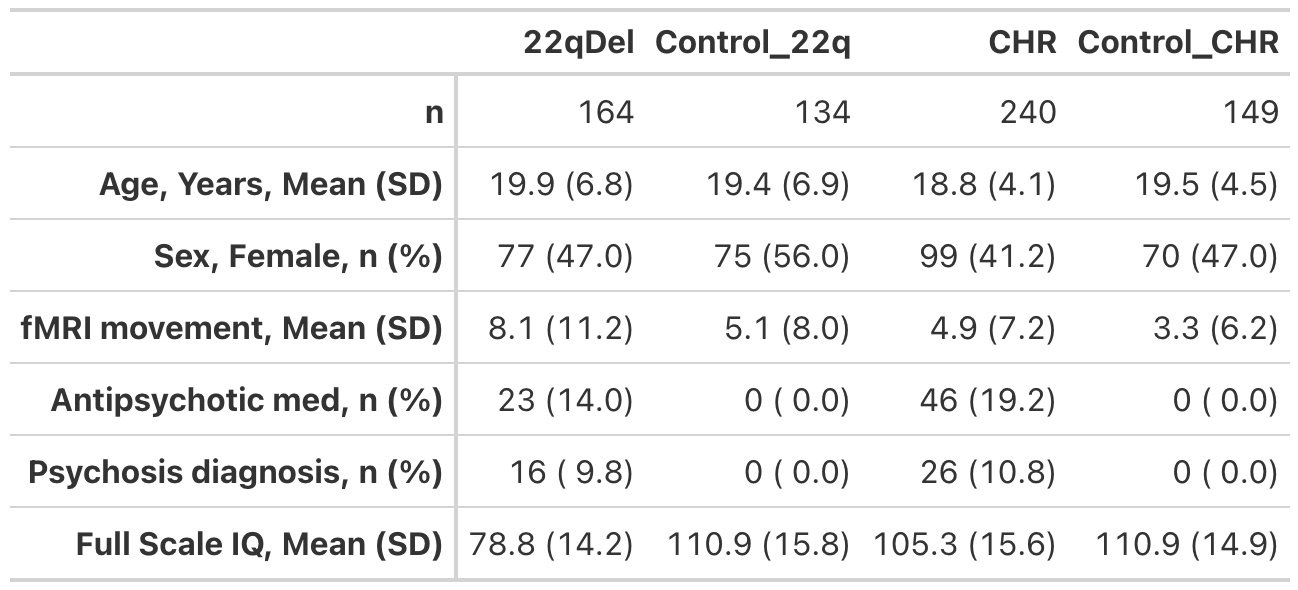 22qDel Control_22q CHR Control_CHR
n 164 134 240 149
Age, Years, Mean (SD) 19.9 (6.8) 19.4 (6.9) 18.8 (4.1) 19.5 (4.5)
Sex, Female, n (%) 77 (47.0) 75 (56.0) 99 (41.2) 70 (47.0)
fMRI movement, Mean (SD) 8.1 (11.2) 5.1 (8.0) 4.9 (7.2) 3.3 (6.2)
Antipsychotic med, n (%) 23 (14.0) 0 ( 0.0) 46 (19.2) 0 ( 0.0)
Psychosis diagnosis, n (%) 16 ( 9.8) 0 ( 0.0) 26 (10.8) 0 ( 0.0)
Full Scale IQ, Mean (SD) 78.8 (14.2) 110.9 (15.8) 105.3 (15.6) 110.9 (14.9)